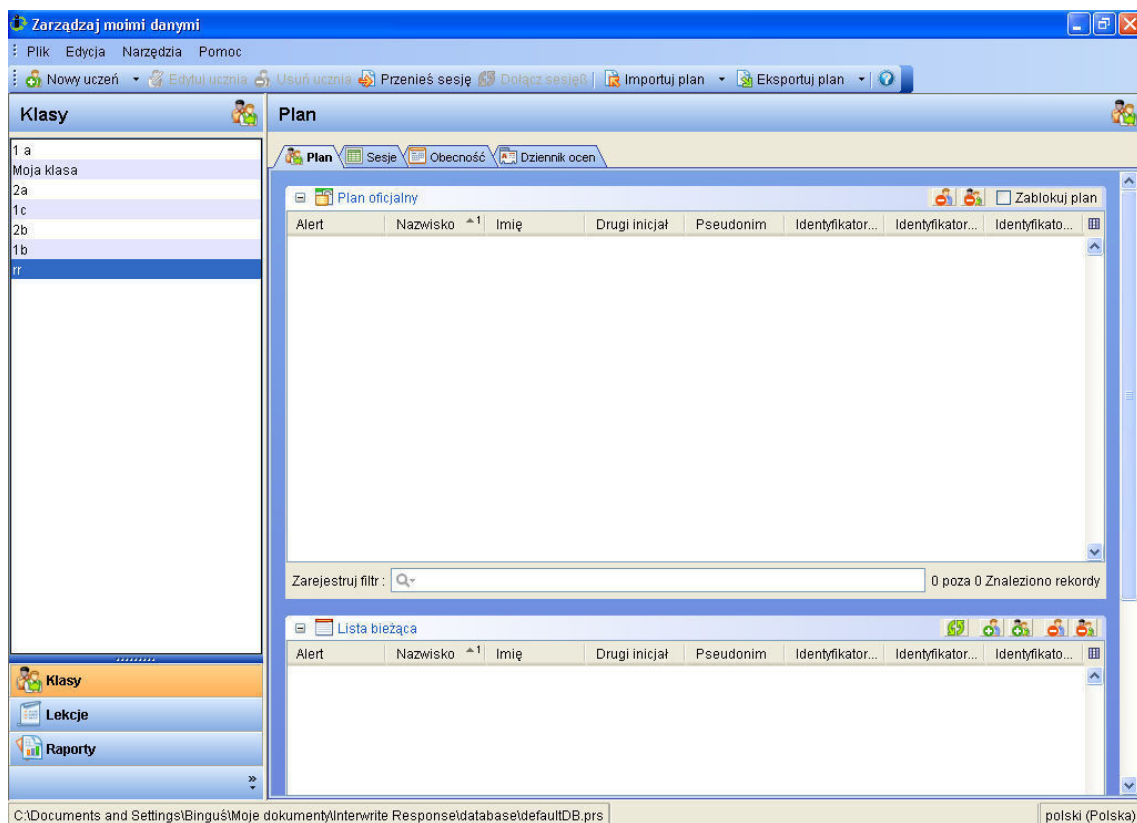 Zarządzaj moimi danymi
Plik Edycja Narzędzia Pomoc
Nowy uczeń Edytuj ucznia Usuń ucznia Przenieś sesję Dołącz sesjeß Importuj plan Eksportuj plan
Klasy
Plan
1 a
Moja klasa
2a
1c
2b
1b
rr
Plan Sesje Obecność Dziennik ocen
Plan oficjalny Zablokuj plan
Alert Nazwisko 1 Imię Drugi inicjał Pseudonim Identyfikator... Identyfikator... Identyfikato...
Zarejestruj filtr : 0 poza 0 Znaleziono rekordy
Lista bieżąca
Alert Nazwisko 1 Imię Drugi inicjał Pseudonim Identyfikator... Identyfikator... Identyfikato...
Klasy
Lekcje
Raporty
C:\Documents and Settings\Binguś\Moje dokumenty\Interwrite Response\database\defaultDB.prs polski (Polska)